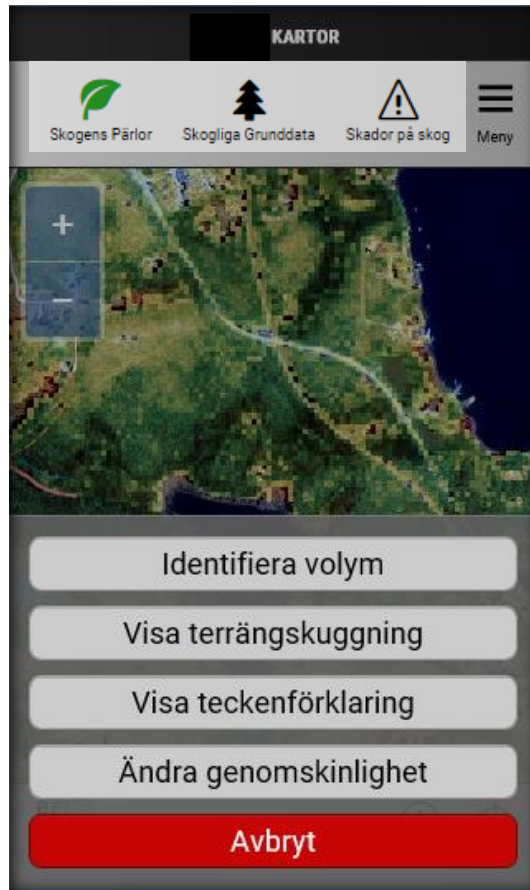 KARTOR
Skogens Pärlor
Skogliga Grunddata
Skador på skog
Meny
+
−
Identifiera volym
Visa terrängskuggning
Visa teckenförklaring
Ändra genomskinlighet
Avbryt